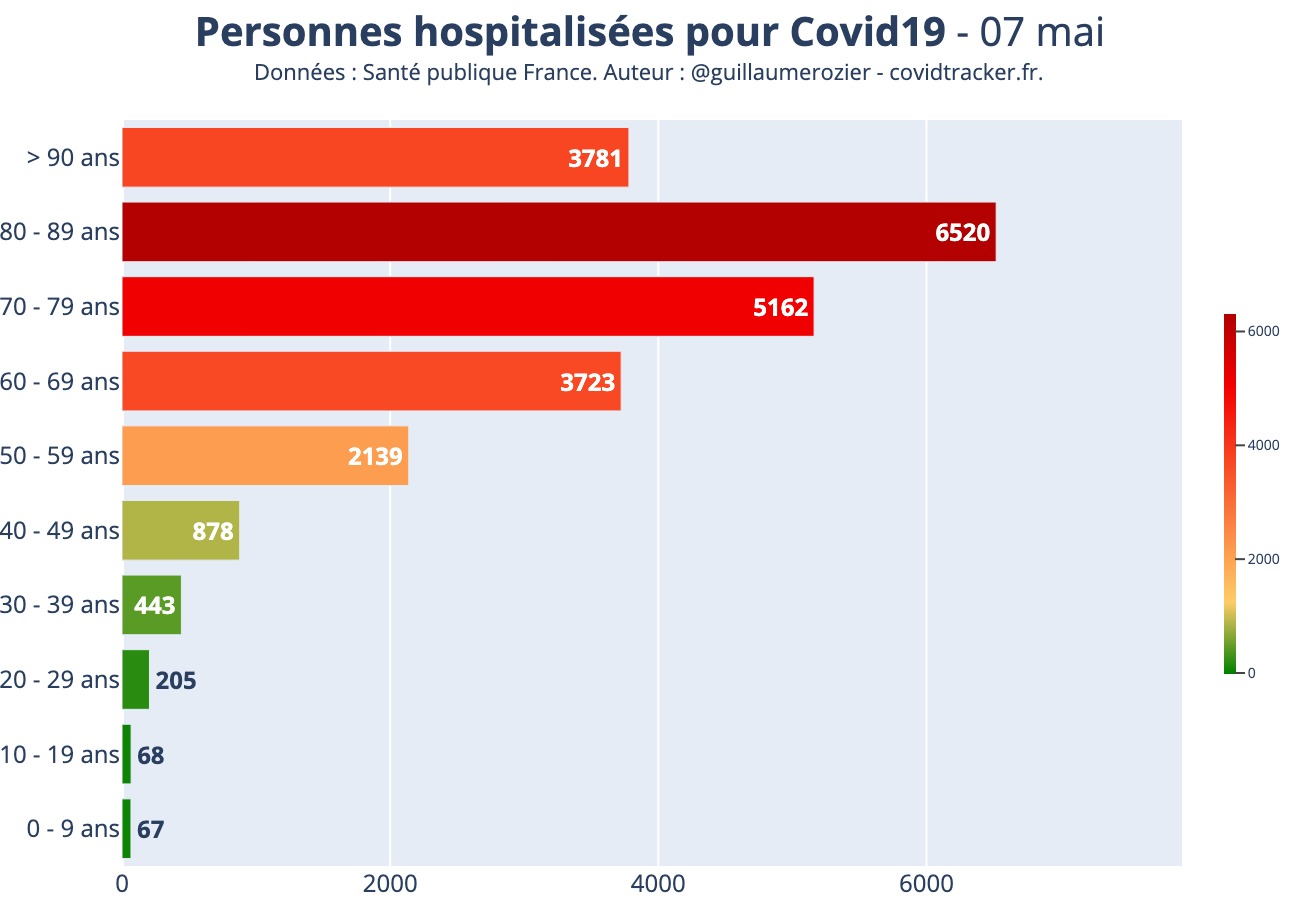 Personnes hospitalisées pour Covid19 - 07 mai
Données : Santé publique France. Auteur : @guillaumerozier - covidtracker.fr.
> 90 ans 3781
80 - 89 ans 6520
70 - 79 ans 5162
60 - 69 ans 3723
50 - 59 ans 2139
40 - 49 ans 878
30 - 39 ans 443
20 - 29 ans 205
10 - 19 ans 68
0 - 9 ans 67
0 2000 4000 6000
6000
4000
2000
0